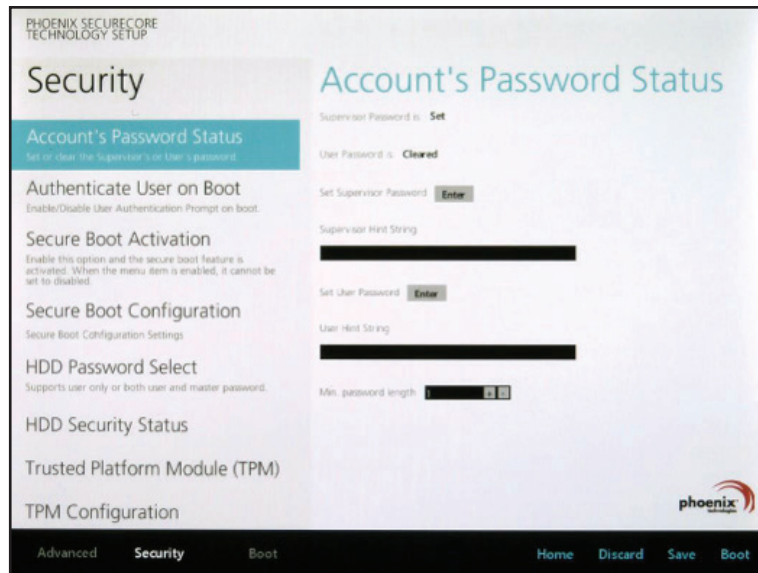 PHOENIX SECURECORE
TECHNOLOGY SETUP
Security
Account's Password Status
Set or clear the Supervisor's or User's password.
Authenticate User on Boot
Enable/Disable User Authentication Prompt on boot.
Secure Boot Activation
Enable this option and the secure boot feature is
activated. When the menu item is enabled, it cannot be
set to disabled.
Secure Boot Configuration
Secure Boot Configuration Settings
HDD Password Select
Supports user only or both user and master password.
HDD Security Status
Trusted Platform Module (TPM)
TPM Configuration
Account's Password Status
Supervisor Password is: Set
User Password is: Cleared
Set Supervisor Password Enter
Supervisor Hint String
Set User Password Enter
User Hint String
Min. password length 1 + -
phoenix
technologies
Advanced Security Boot Home Discard Save Boot